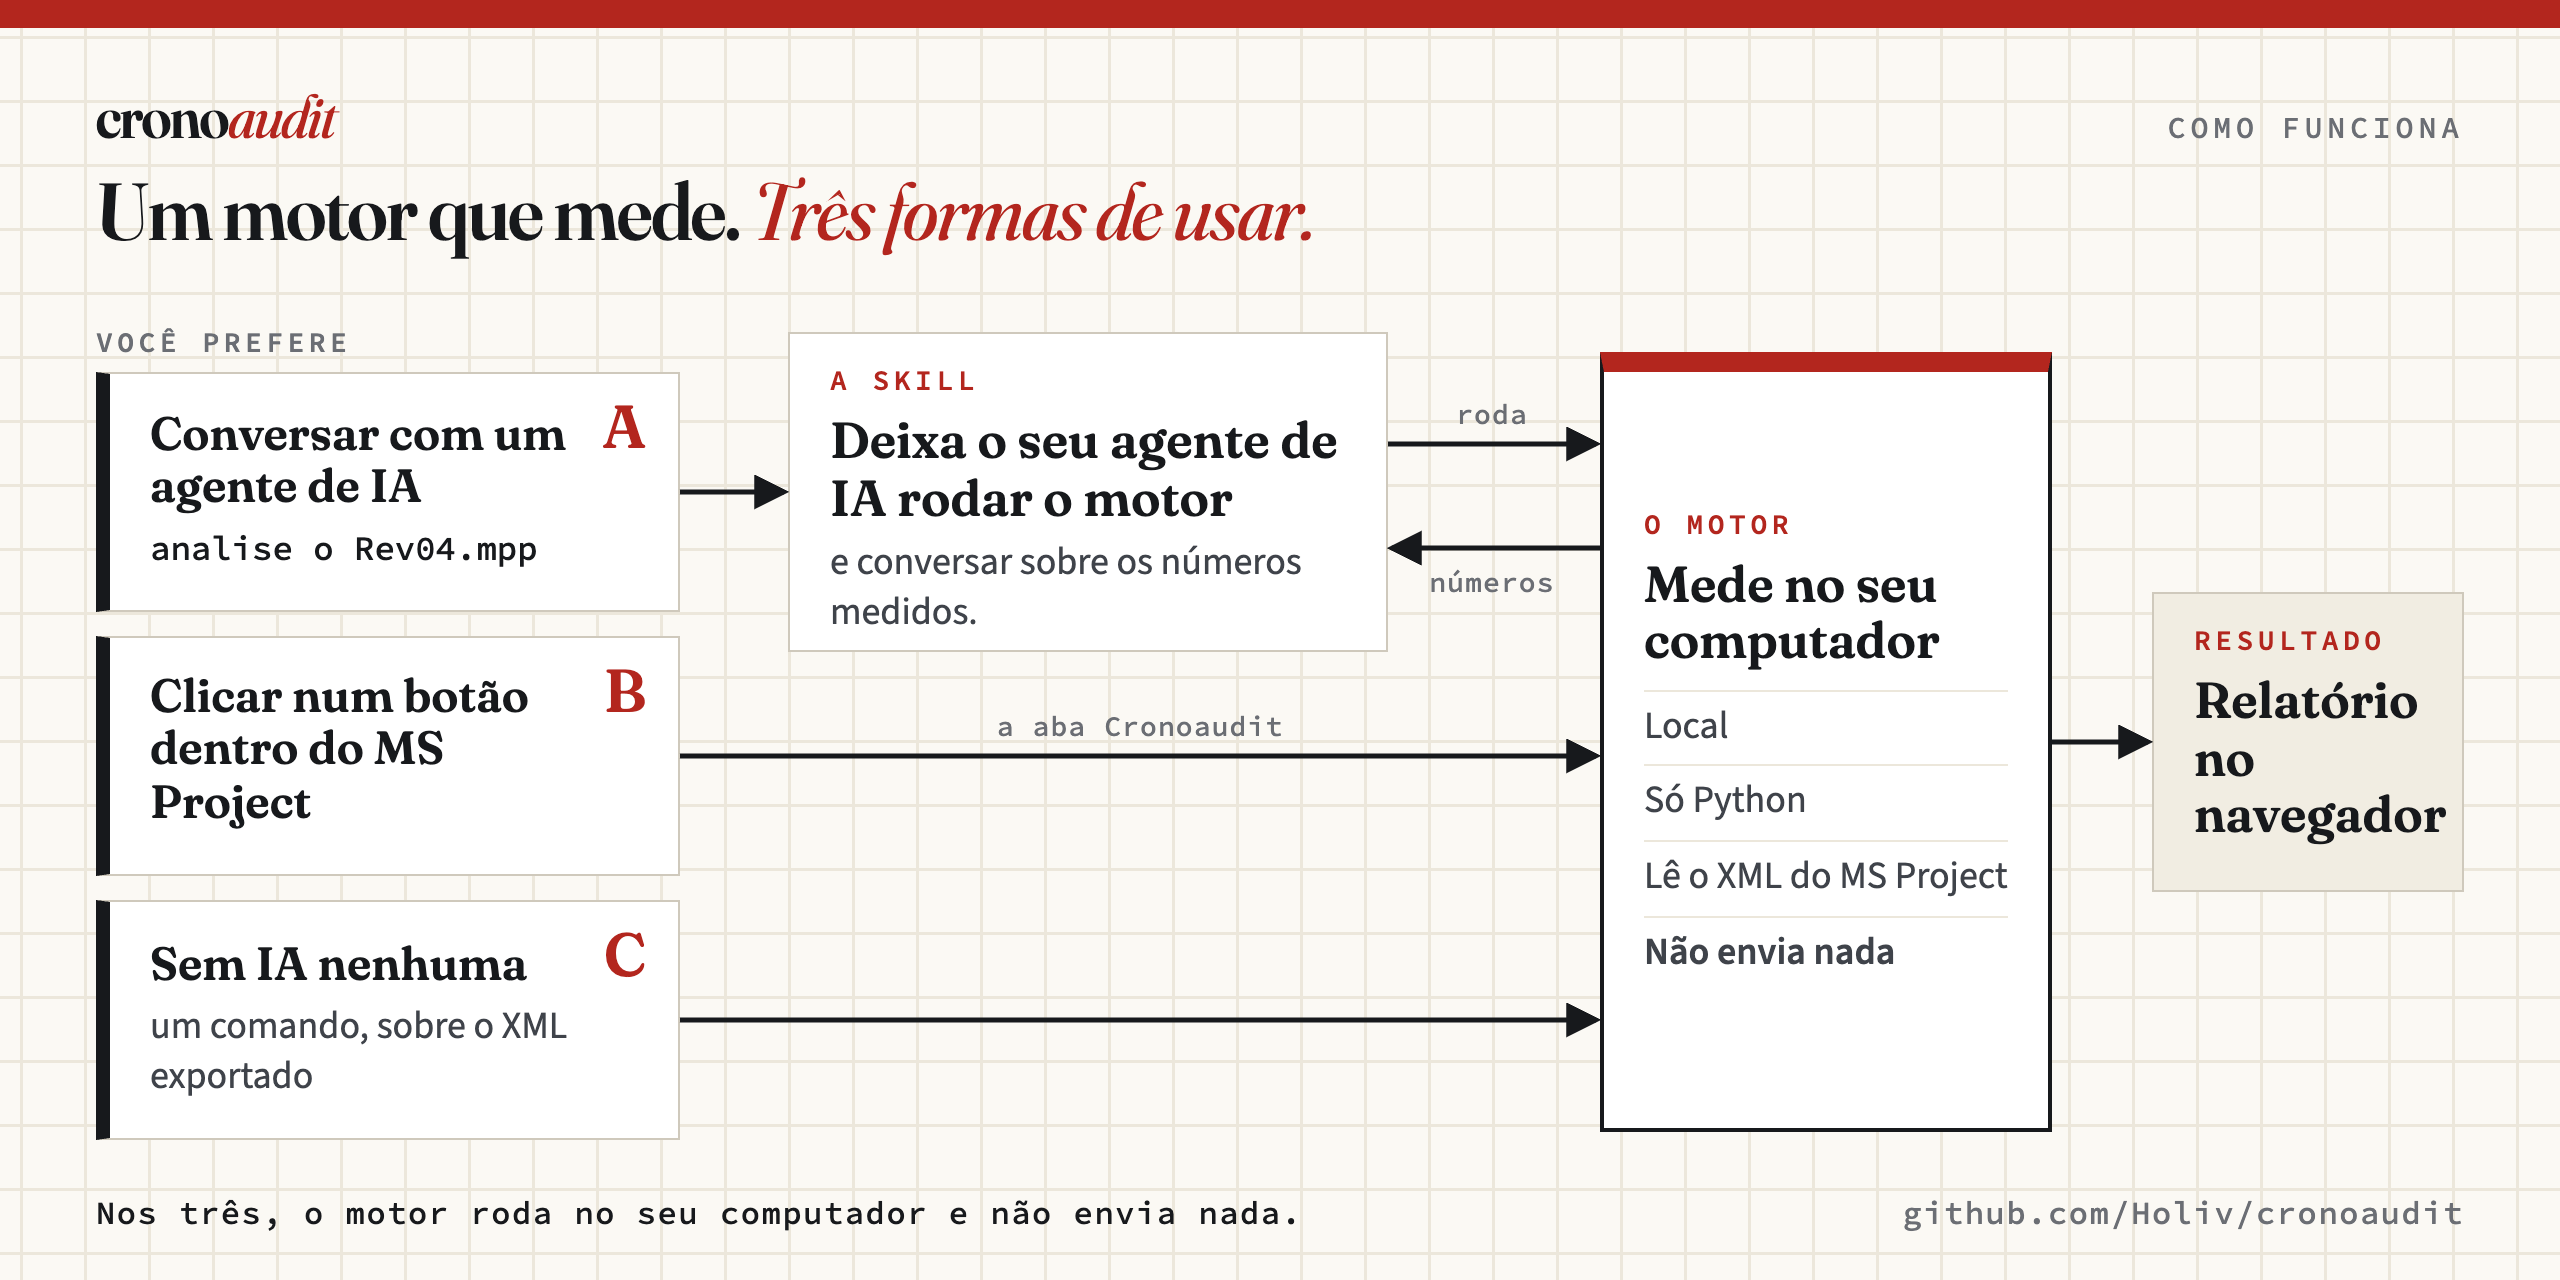 cronoaudit
COMO FUNCIONA
Um motor que mede. Três formas de usar.
VOCÊ PREFERE
A
Conversar com um
agente de IA
analise o Rev04.mpp
B
Clicar num botão
dentro do MS
Project
C
Sem IA nenhuma
um comando, sobre o XML
exportado
A SKILL
Deixa o seu agente de
IA rodar o motor
e conversar sobre os números
medidos.
roda
números
a aba Cronoaudit
O MOTOR
Mede no seu
computador
Local
Só Python
Lê o XML do MS Project
Não envia nada
RESULTADO
Relatório
no
navegador
Nos três, o motor roda no seu computador e não envia nada.
github.com/Holiv/cronoaudit